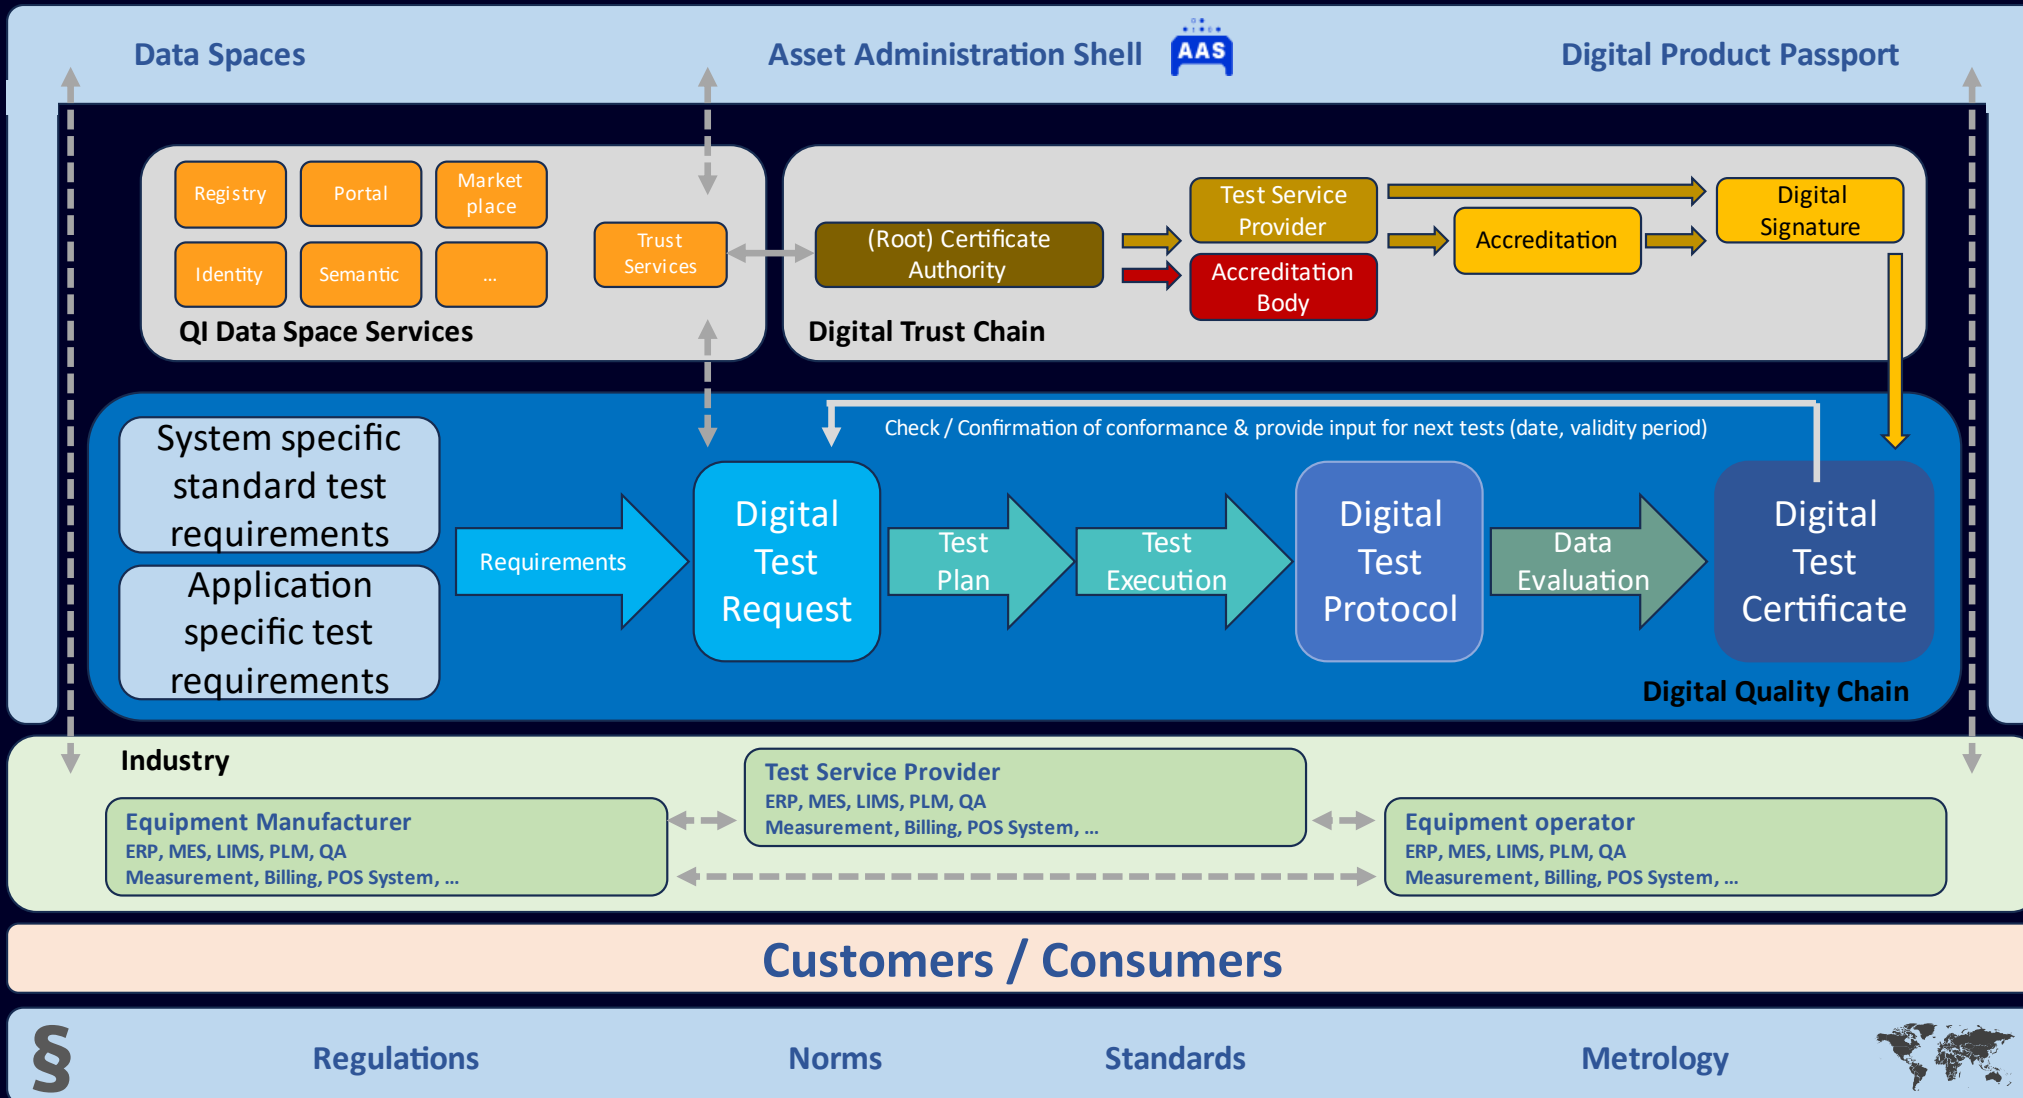 Data Spaces
Asset Administration Shell
AAS
Digital Product Passport
Registry
Portal
Market
place
Identity
Semantic
...
Trust
Services
QI Data Space Services
(Root) Certificate
Authority
Test Service
Provider
Accreditation
Body
Accreditation
Digital
Signature
Digital Trust Chain
System specific
standard test
requirements
Application
specific test
requirements
Requirements
Check / Confirmation of conformance & provide input for next tests (date, validity period)
Digital
Test
Request
Test
Plan
Test
Execution
Digital
Test
Protocol
Data
Evaluation
Digital
Test
Certificate
Digital Quality Chain
Industry
Equipment Manufacturer
ERP, MES, LIMS, PLM, QA
Measurement, Billing, POS System, ...
Test Service Provider
ERP, MES, LIMS, PLM, QA
Measurement, Billing, POS System, ...
Equipment operator
ERP, MES, LIMS, PLM, QA
Measurement, Billing, POS System, ...
Customers / Consumers
§
Regulations
Norms
Standards
Metrology